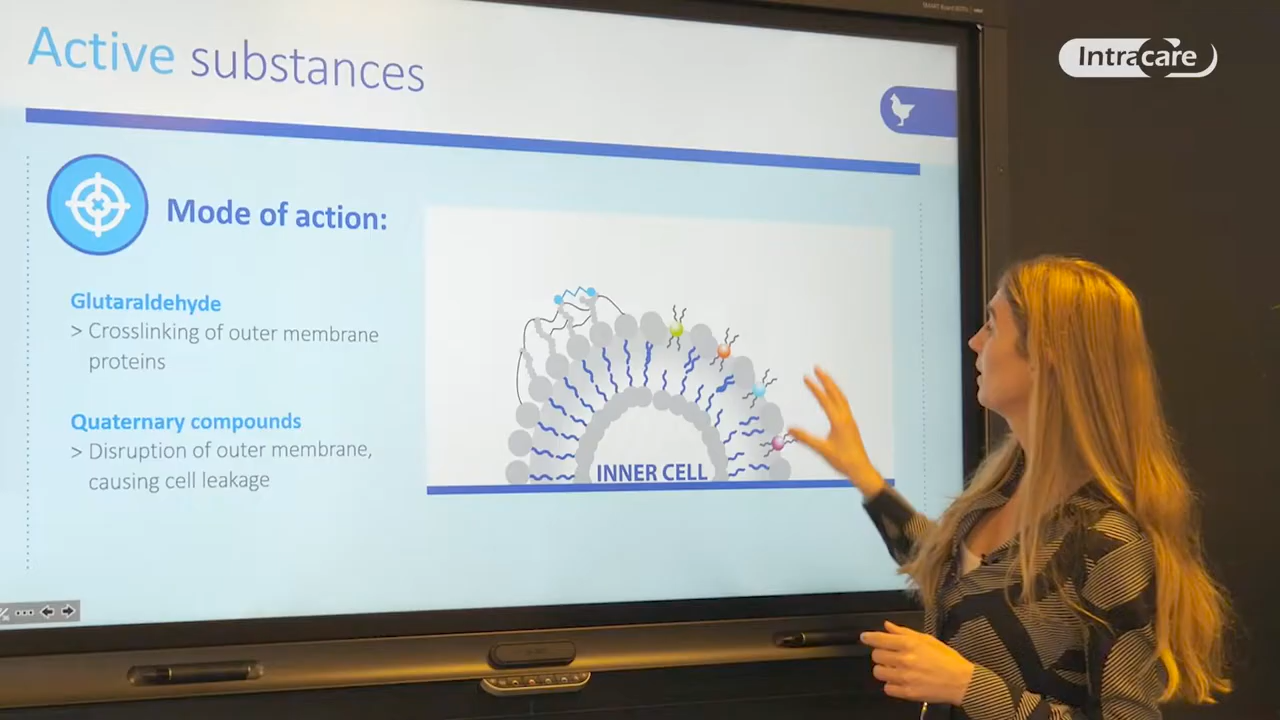 Intracare
Active substances
Mode of action:
Glutaraldehyde
> Crosslinking of outer membrane
proteins
Quaternary compounds
> Disruption of outer membrane,
causing cell leakage
INNER CELL